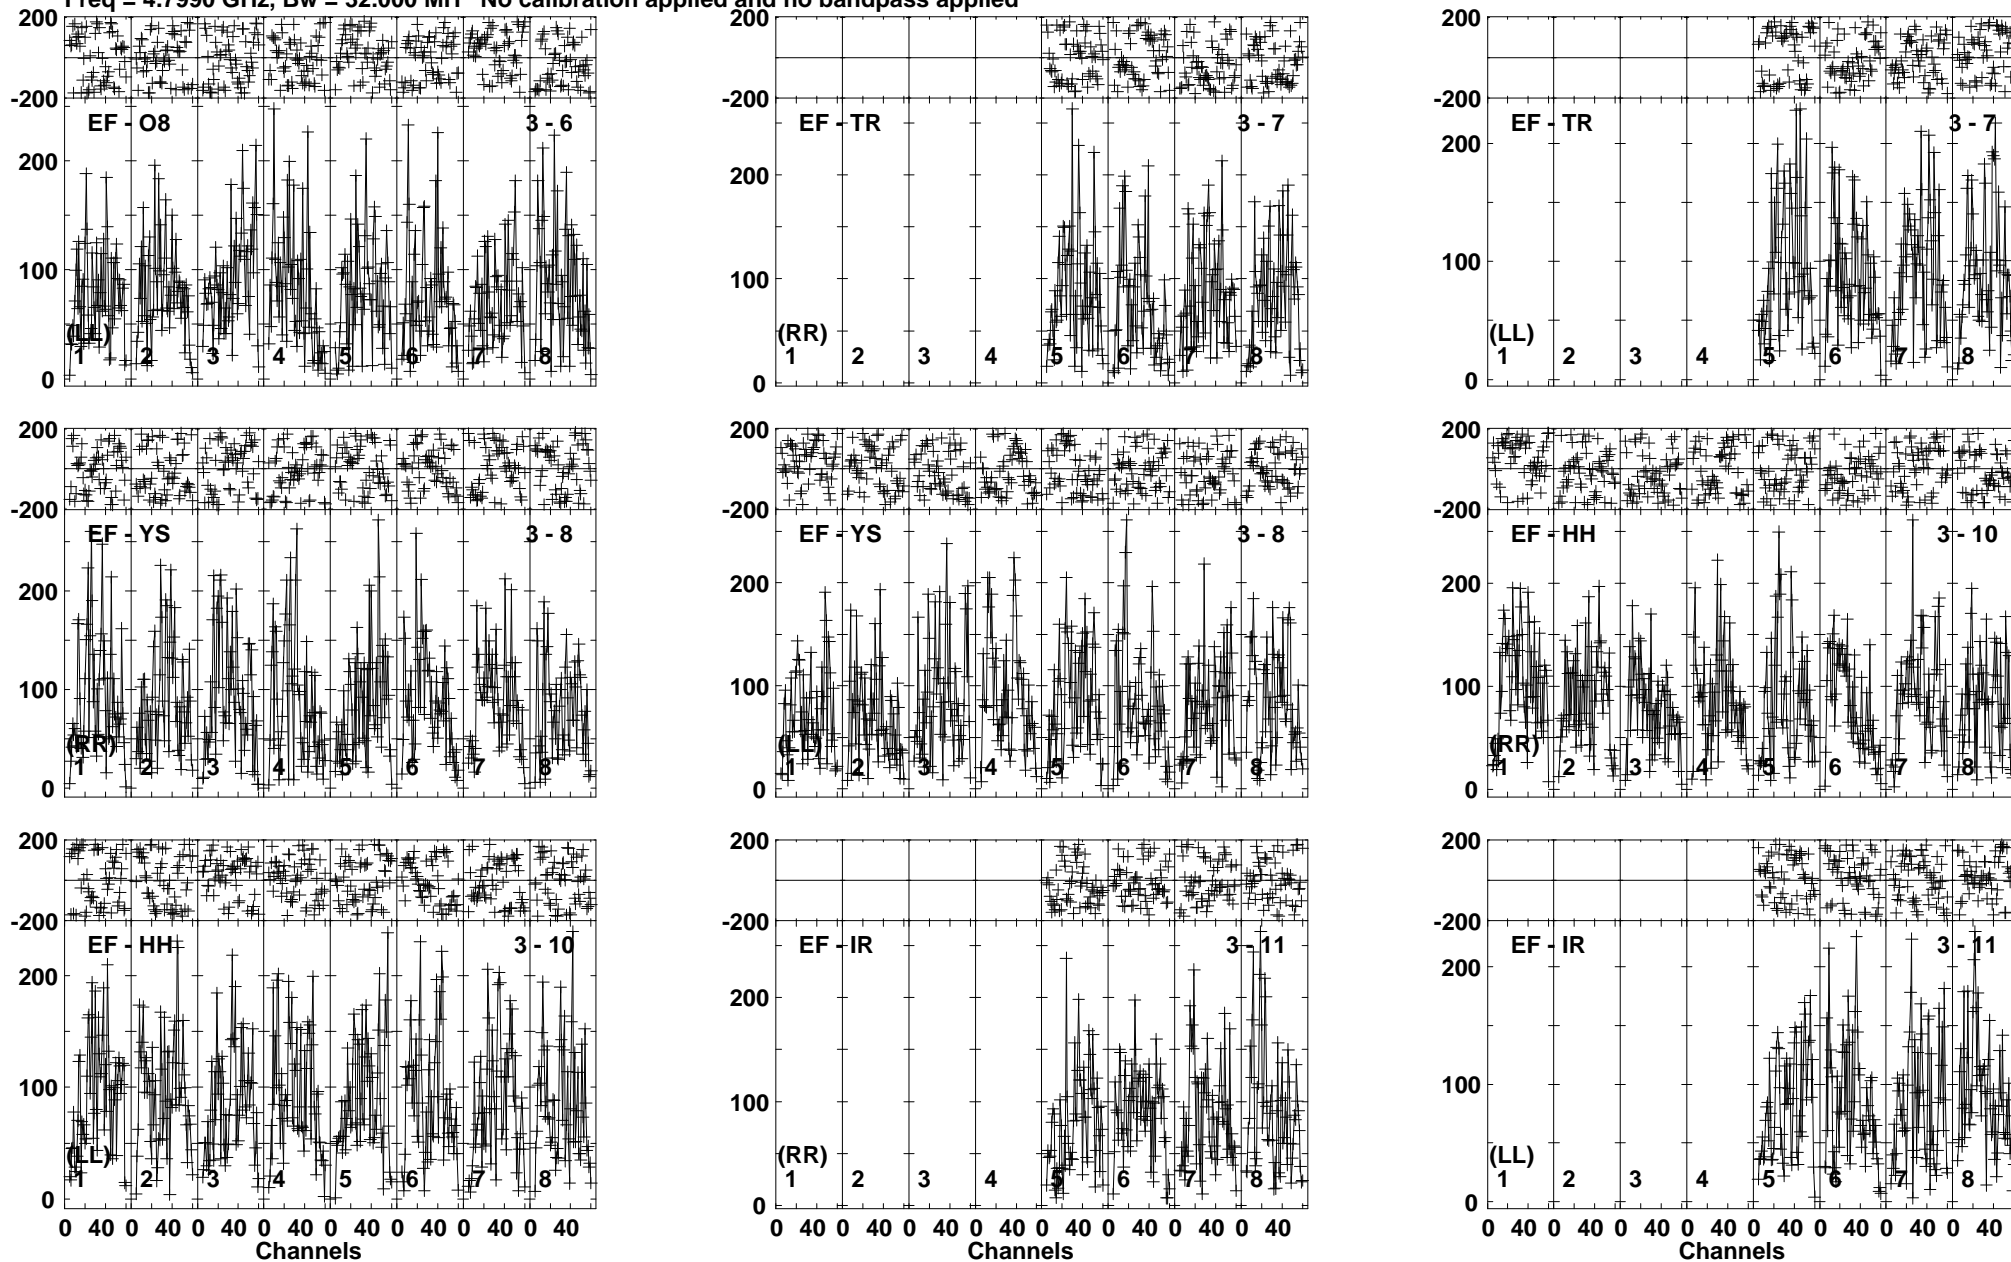 Freq = 4.7990 GHz, Bw = 32.000 MH No calibration applied and no bandpass applied
200 200 200
-200 -200 -200
EF - O8 3 - 6 EF - TR 3 - 7 EF - TR 3 - 7
200 200 200
100 100 100
(LL) (RR) (LL)
1 2 3 4 5 6 7 8 1 2 3 4 5 6 7 8 1 2 3 4 5 6 7 8
0 0 0
200 200 200
-200 -200 -200
EF - YS 3 - 8 EF - YS 3 - 8 EF - HH 3 - 10
200 200 200
100 100 100
(RR) (LL) (RR)
1 2 3 4 5 6 7 8 1 2 3 4 5 6 7 8 1 2 3 4 5 6 7 8
0 0 0
200 200 200
-200 -200 -200
EF - HH 3 - 10 EF - IR 3 - 11 EF - IR 3 - 11
200 200 200
100 100 100
(LL) (RR) (LL)
1 2 3 4 5 6 7 8 1 2 3 4 5 6 7 8 1 2 3 4 5 6 7 8
0 0 0
0 40 0 40 0 40 0 40 0 40 0 40 0 40 0 40 0 40 0 40 0 40 0 40 0 40 0 40 0 40 0 40 0 40 0 40 0 40 0 40 0 40 0 40 0 40 0 40
Channels Channels Channels